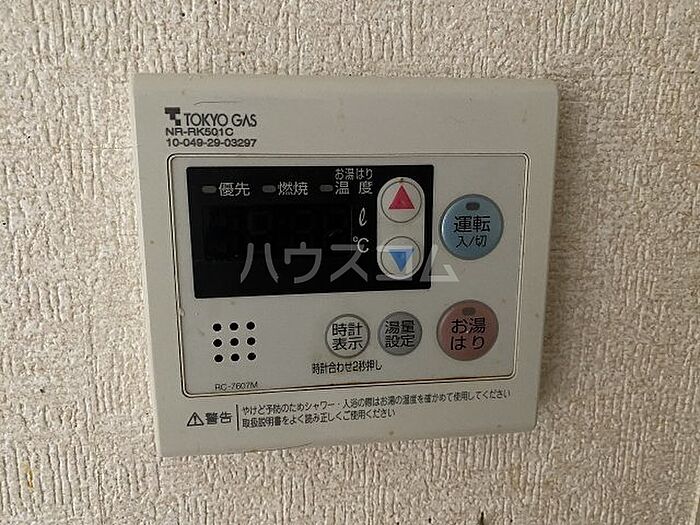 TOKYO GAS
NR-RK501C
10-049-29-03297
お湯はり
優先 燃焼 温度
ℓ
℃
運転
入/切
ハウスコム
時計
表示
湯量
設定
お湯
はり
時計合わせ2秒押し
RC-7607M
警告
やけど予防のためシャワー・入浴の際はお湯の温度を確かめて使用してください
取扱説明書をよく読み正しくご使用ください